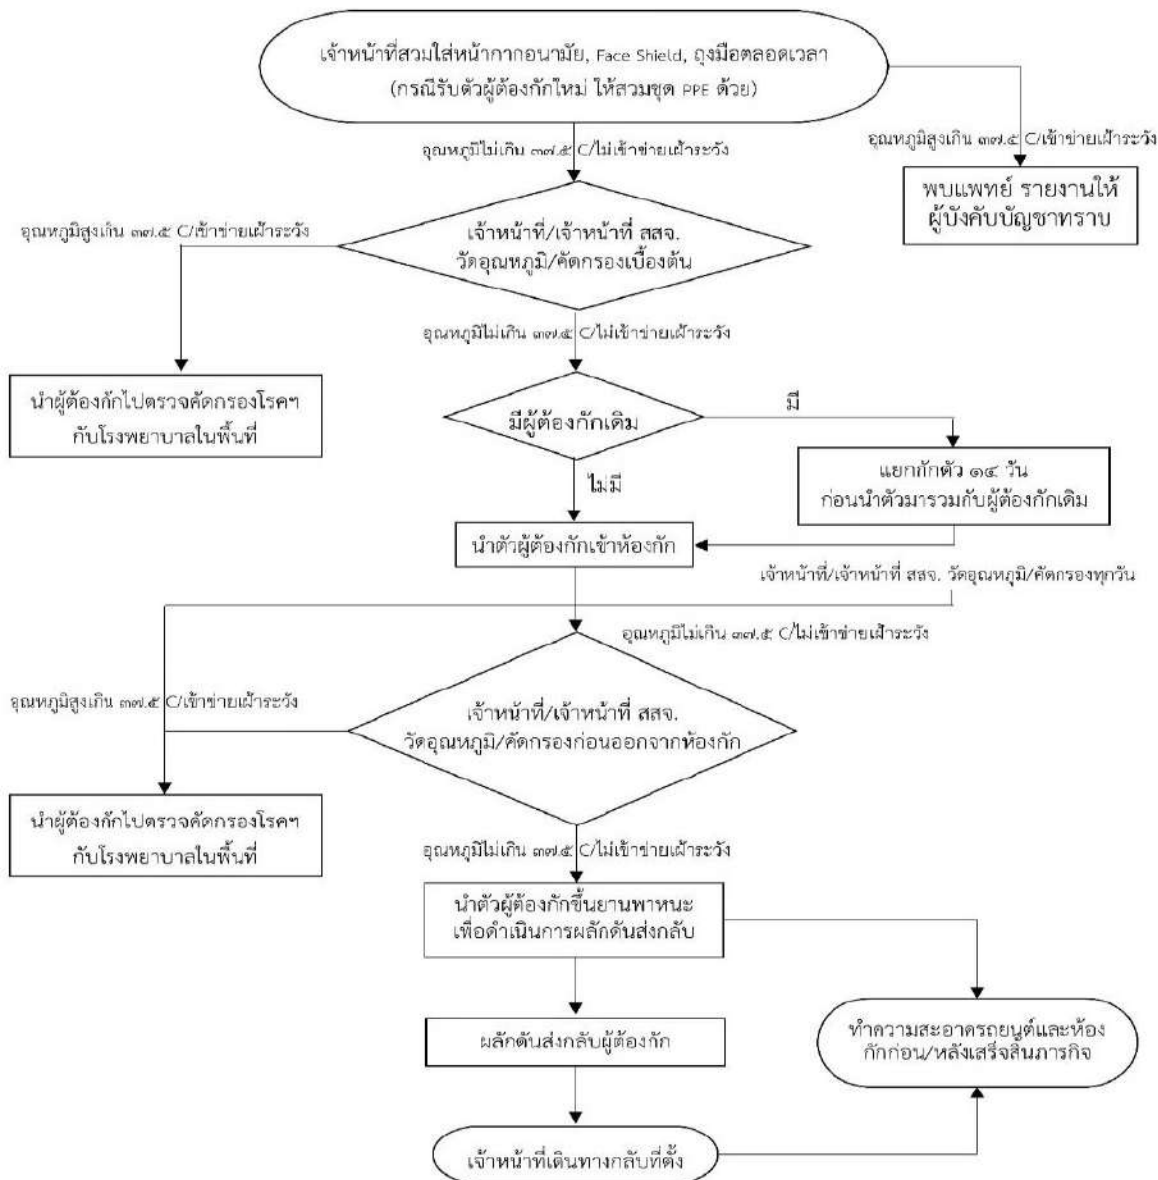 เจ้าหน้าที่สวมใส่หน้ากากอนามัย, Face Shield, ถุงมือตลอดเวลา
(กรณีรับตัวผู้ต้องกักใหม่ ให้สวมชุด PPE ด้วย)
อุณหภูมิสูงเกิน ๓๗.๕ C/เข้าข่ายเฝ้าระวัง
อุณหภูมิไม่เกิน ๓๗.๕ C/ไม่เข้าข่ายเฝ้าระวัง
พบแพทย์ รายงานให้
ผู้บังคับบัญชาทราบ
อุณหภูมิสูงเกิน ๓๗.๕ C/เข้าข่ายเฝ้าระวัง
เจ้าหน้าที่/เจ้าหน้าที่ สสจ.
วัดอุณหภูมิ/คัดกรองเบื้องต้น
อุณหภูมิไม่เกิน ๓๗.๕ C/ไม่เข้าข่ายเฝ้าระวัง
นำผู้ต้องกักไปตรวจคัดกรองโรคฯ
กับโรงพยาบาลในพื้นที่
มีผู้ต้องกักเดิม
มี
แยกกักตัว ๑๔ วัน
ก่อนนำตัวมารวมกับผู้ต้องกักเดิม
ไม่มี
นำตัวผู้ต้องกักเข้าห้องกัก
เจ้าหน้าที่/เจ้าหน้าที่ สสจ. วัดอุณหภูมิ/คัดกรองทุกวัน
อุณหภูมิไม่เกิน ๓๗.๕ C/ไม่เข้าข่ายเฝ้าระวัง
อุณหภูมิสูงเกิน ๓๗.๕ C/เข้าข่ายเฝ้าระวัง
เจ้าหน้าที่/เจ้าหน้าที่ สสจ.
วัดอุณหภูมิ/คัดกรองก่อนออกจากห้องกัก
นำผู้ต้องกักไปตรวจคัดกรองโรคฯ
กับโรงพยาบาลในพื้นที่
อุณหภูมิไม่เกิน ๓๗.๕ C/ไม่เข้าข่ายเฝ้าระวัง
นำตัวผู้ต้องกักขึ้นยานพาหนะ
เพื่อดำเนินการผลักดันส่งกลับ
ผลักดันส่งกลับผู้ต้องกัก
ทำความสะอาดรถยนต์และห้อง
กักก่อน/หลังเสร็จสิ้นภารกิจ
เจ้าหน้าที่เดินทางกลับที่ตั้ง